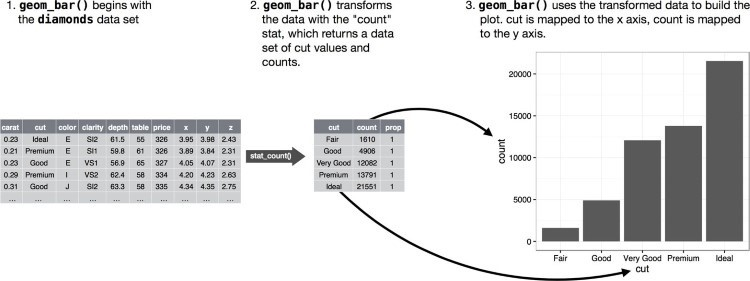 1. geom_bar() begins with
the diamonds data set
2. geom_bar() transforms
the data with the "count"
stat, which returns a data
set of cut values and
counts.
3. geom_bar() uses the transformed data to build the
plot. cut is mapped to the x axis, count is mapped
to the y axis.
carat cut color clarity depth table price x y z
0.23 Ideal E SI2 61.5 55 326 3.95 3.98 2.43
0.21 Premium E SI1 59.8 61 326 3.89 3.84 2.31
0.23 Good E VS1 56.9 65 327 4.05 4.07 2.31
0.29 Premium I VS2 62.4 58 334 4.20 4.23 2.63
0.31 Good J SI2 63.3 58 335 4.34 4.35 2.75
... ... ... ... ... ... ... ... ... ...
stat_count()
cut count prop
Fair 1610 1
Good 4906 1
Very Good 12082 1
Premium 13791 1
Ideal 21551 1
count
20000
15000
10000
5000
0
Fair Good Very Good Premium Ideal
cut